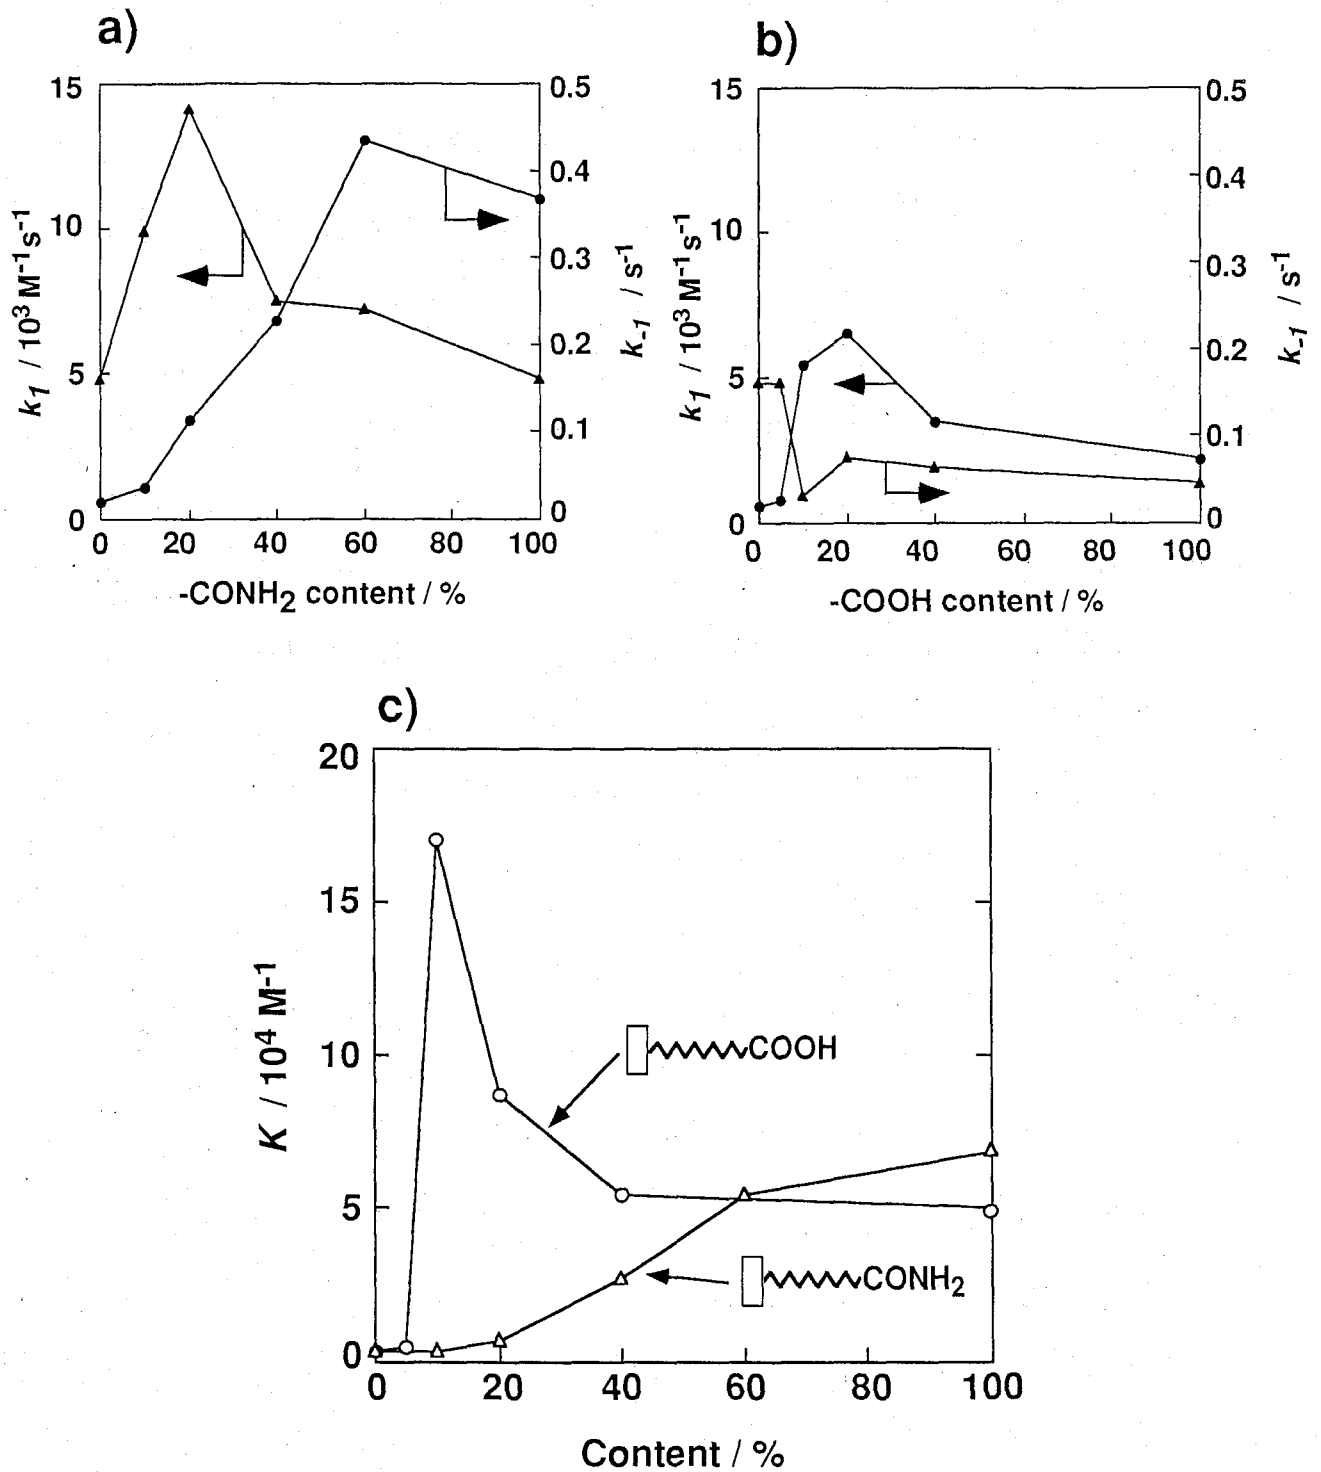 a)
15
10
5
0
k₁ / 10³ M⁻¹s⁻¹
0.5
0.4
0.3
0.2
0.1
0
k₋₁ / s⁻¹
0 20 40 60 80 100
-CONH₂ content / %
b)
15
10
5
0
k₁ / 10³ M⁻¹s⁻¹
0.5
0.4
0.3
0.2
0.1
0
k₋₁ / s⁻¹
0 20 40 60 80 100
-COOH content / %
c)
20
15
10
5
0
K / 10⁴ M⁻¹
COOH
CONH₂
0 20 40 60 80 100
Content / %